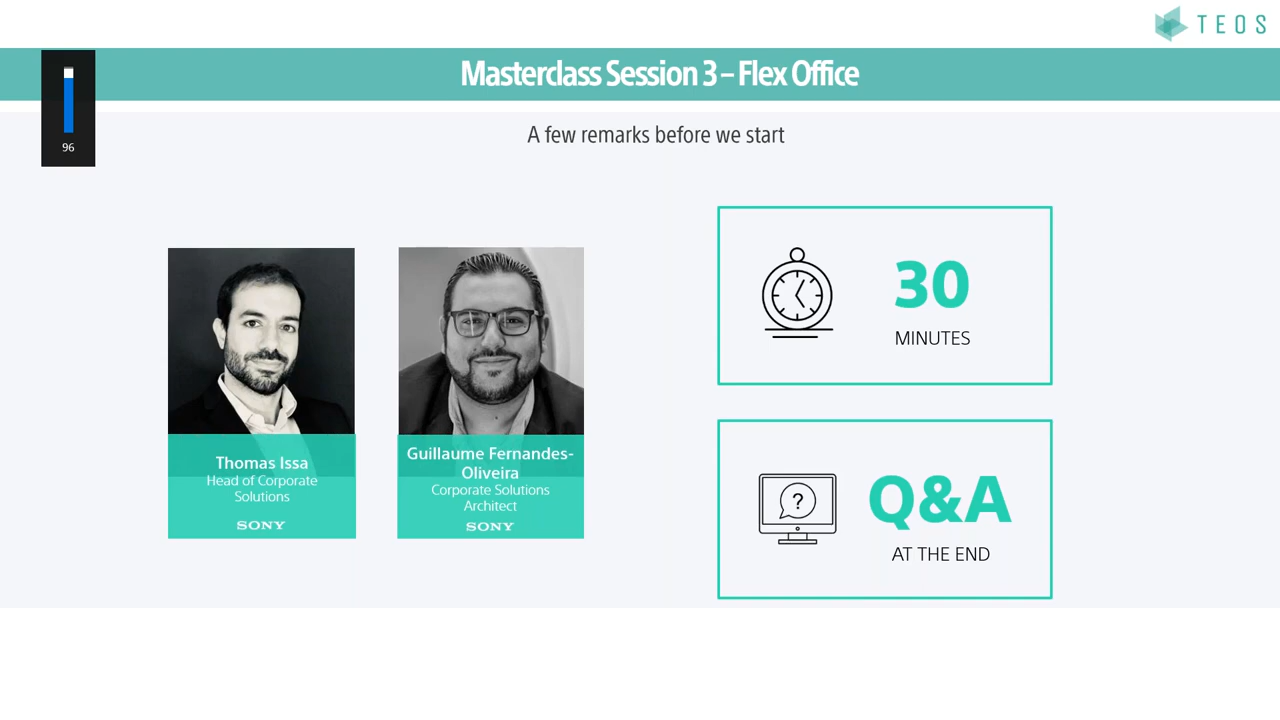 TEOS
Masterclass Session 3 – Flex Office
96
A few remarks before we start
Thomas Issa
Head of Corporate
Solutions
SONY
Guillaume Fernandes-
Oliveira
Corporate Solutions
Architect
SONY
30
MINUTES
?
Q&A
AT THE END